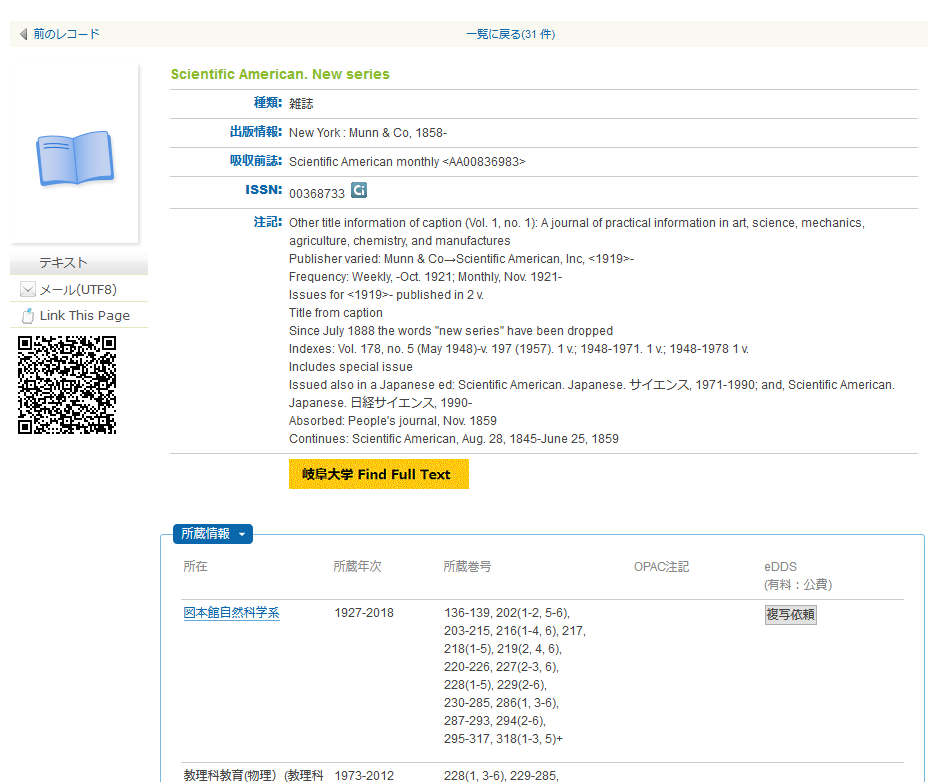 前のレコード
一覧に戻る(31 件)
Scientific American. New series
種類: 雑誌
出版情報: New York : Munn & Co, 1858-
吸収前誌: Scientific American monthly <AA00836983>
ISSN: 00368733 Ci
注記: Other title information of caption (Vol. 1, no. 1): A journal of practical information in art, science, mechanics,
agriculture, chemistry, and manufactures
Publisher varied: Munn & Co→Scientific American, Inc, <1919>-
Frequency: Weekly, -Oct. 1921; Monthly, Nov. 1921-
Issues for <1919>- published in 2 v.
Title from caption
Since July 1888 the words "new series" have been dropped
Indexes: Vol. 178, no. 5 (May 1948)-v. 197 (1957). 1 v.; 1948-1971. 1 v.; 1948-1978 1 v.
Includes special issue
Issued also in a Japanese ed: Scientific American. Japanese. サイエンス, 1971-1990; and, Scientific American.
Japanese. 日経サイエンス, 1990-
Absorbed: People's journal, Nov. 1859
Continues: Scientific American, Aug. 28, 1845-June 25, 1859
テキスト
メール(UTF8)
Link This Page
岐阜大学 Find Full Text
所蔵情報
所在 所蔵年次 所蔵巻号 OPAC注記 eDDS
(有料：公費)
図本館自然科学系 1927-2018 136-139, 202(1-2, 5-6), 複写依頼
203-215, 216(1-4, 6), 217,
218(1-5), 219(2, 4, 6),
220-226, 227(2-3, 6),
228(1-5), 229(2-6),
230-285, 286(1, 3-6),
287-293, 294(2-6),
295-317, 318(1-3, 5)+
教理科教育(物理）(教理科 1973-2012 228(1, 3-6), 229-285,